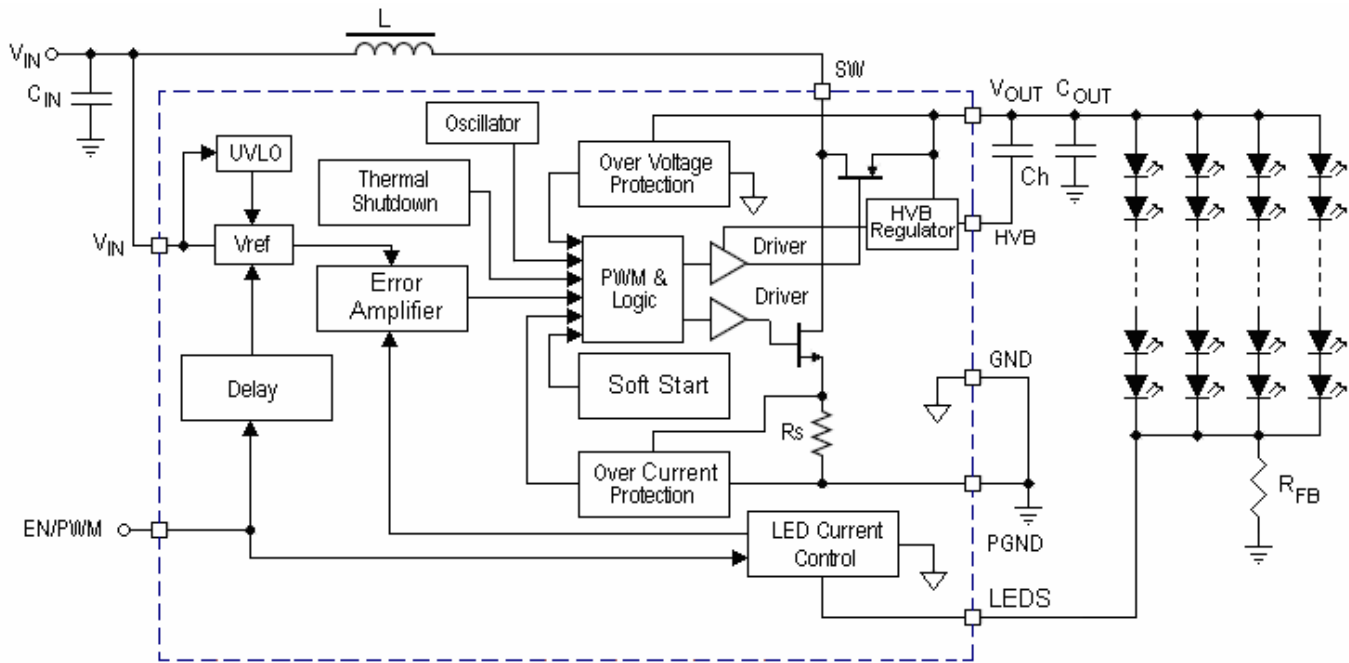 L
V_IN
C_IN
SW
V_OUT
C_OUT
Oscillator
UVLO
Over Voltage
Protection
Thermal
Shutdown
Ch
HVB
Regulator
HVB
V_IN
Vref
Driver
Error
Amplifier
PWM &
Logic
Driver
GND
Delay
Soft Start
Rs
Over Current
Protection
R_FB
EN/PWM
LED Current
Control
PGND
LEDS